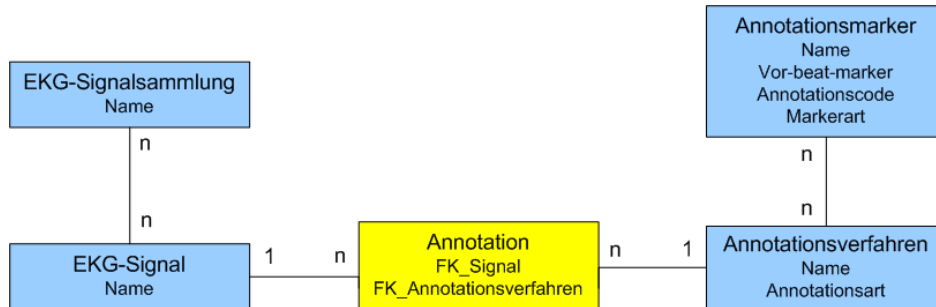 Annotationsmarker
Name
Vor-beat-marker
Annotationscode
Markerart
EKG-Signalsammlung
Name
n
n
n
n
EKG-Signal
Name
1
n
Annotation
FK_Signal
FK_Annotationsverfahren
n
1
Annotationsverfahren
Name
Annotationsart